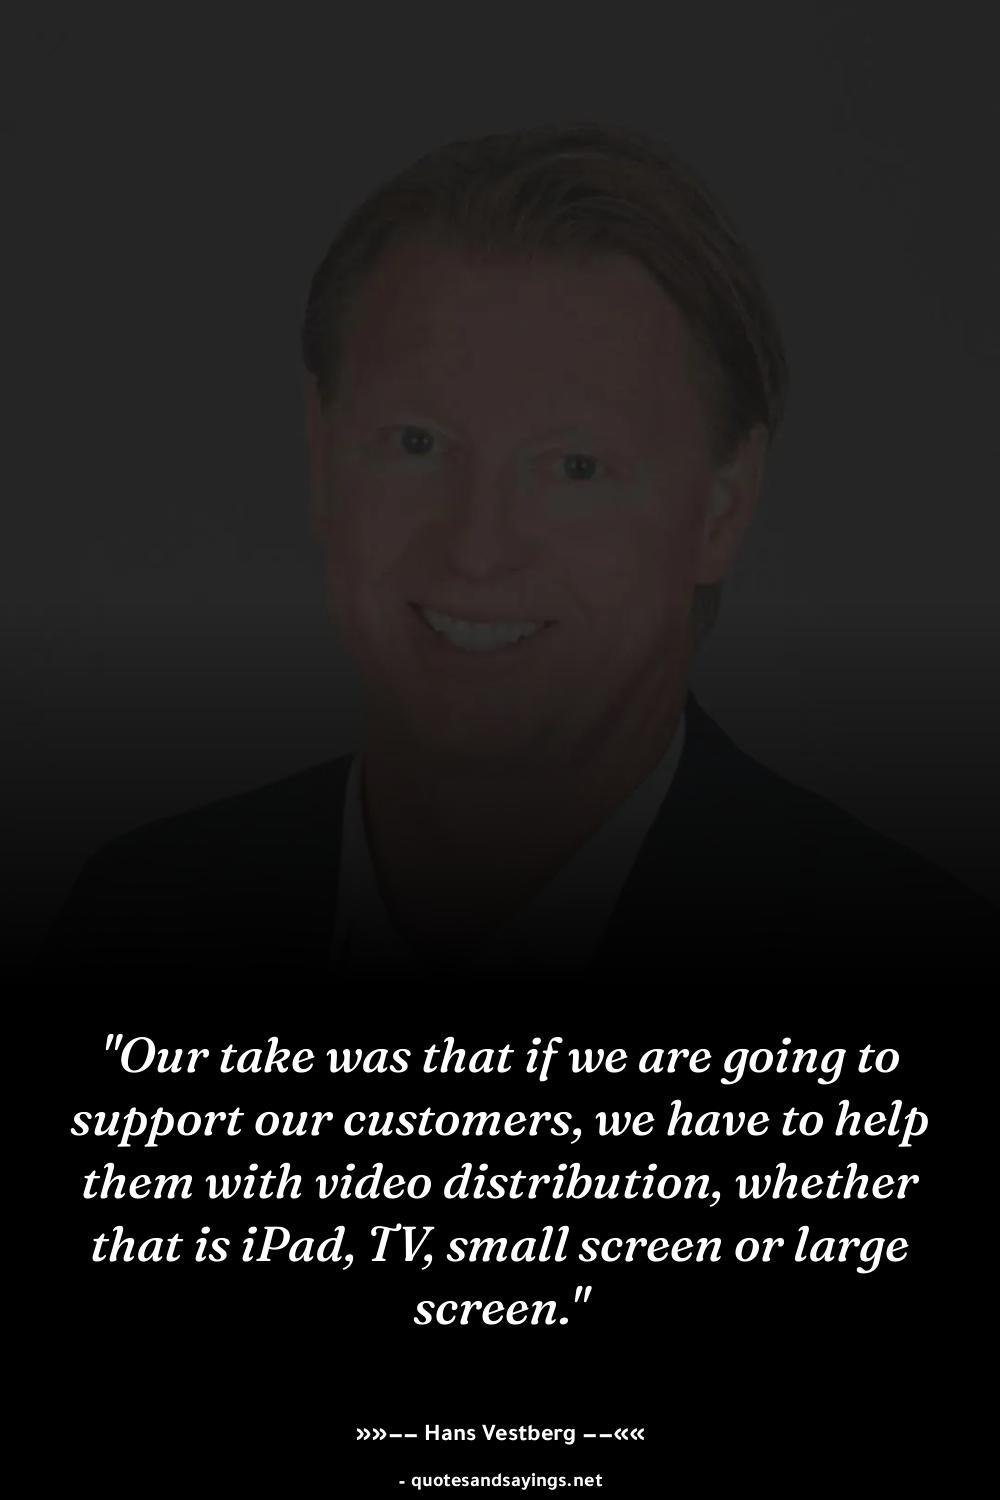 "Our take was that if we are going to
support our customers, we have to help
them with video distribution, whether
that is iPad, TV, small screen or large
screen."
»»—— Hans Vestberg ——««
- quotesandsayings.net